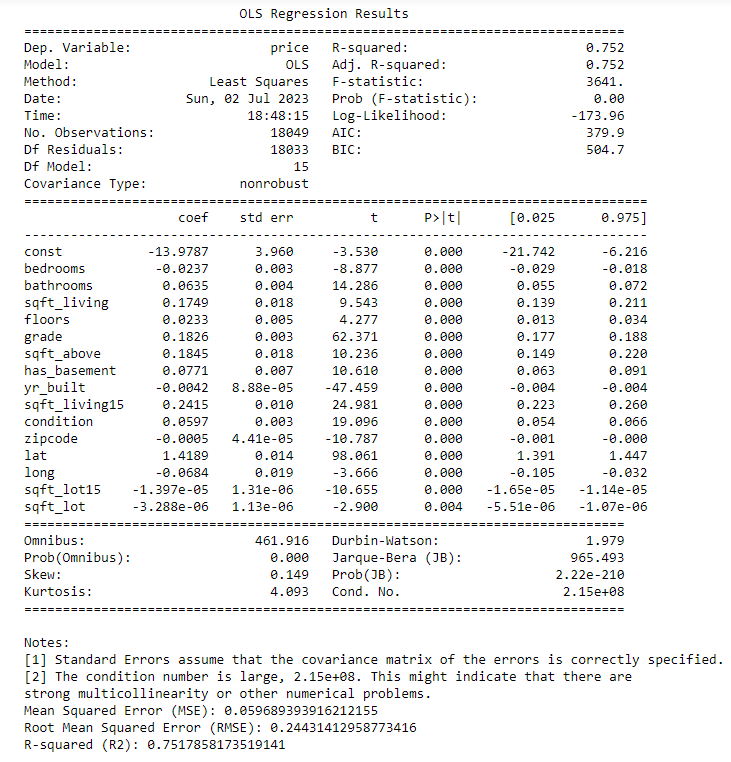 OLS Regression Results
==============================================================================
Dep. Variable:                  price   R-squared:                       0.752
Model:                            OLS   Adj. R-squared:                  0.752
Method:                 Least Squares   F-statistic:                     3641.
Date:                Sun, 02 Jul 2023   Prob (F-statistic):               0.00
Time:                        18:48:15   Log-Likelihood:                -173.96
No. Observations:               18049   AIC:                             379.9
Df Residuals:                   18033   BIC:                             504.7
Df Model:                          15
Covariance Type:            nonrobust
=================================================================================
                    coef    std err          t      P>|t|      [0.025      0.975]
---------------------------------------------------------------------------------
const           -13.9787      3.960     -3.530      0.000     -21.742      -6.216
bedrooms         -0.0237      0.003     -8.877      0.000      -0.029      -0.018
bathrooms         0.0635      0.004     14.286      0.000       0.055       0.072
sqft_living       0.1749      0.018      9.543      0.000       0.139       0.211
floors            0.0233      0.005      4.277      0.000       0.013       0.034
grade             0.1826      0.003     62.371      0.000       0.177       0.188
sqft_above        0.1845      0.018     10.236      0.000       0.149       0.220
has_basement      0.0771      0.007     10.610      0.000       0.063       0.091
yr_built         -0.0042   8.88e-05    -47.459      0.000      -0.004      -0.004
sqft_living15     0.2415      0.010     24.981      0.000       0.223       0.260
condition         0.0597      0.003     19.096      0.000       0.054       0.066
zipcode          -0.0005   4.41e-05    -10.787      0.000      -0.001      -0.000
lat               1.4189      0.014     98.061      0.000       1.391       1.447
long             -0.0684      0.019     -3.666      0.000      -0.105      -0.032
sqft_lot15    -1.397e-05   1.31e-06    -10.655      0.000   -1.65e-05   -1.14e-05
sqft_lot      -3.288e-06   1.13e-06     -2.900      0.004   -5.51e-06   -1.07e-06
==============================================================================
Omnibus:                      461.916   Durbin-Watson:                   1.979
Prob(Omnibus):                  0.000   Jarque-Bera (JB):              965.493
Skew:                           0.149   Prob(JB):                    2.22e-210
Kurtosis:                       4.093   Cond. No.                     2.15e+08
==============================================================================
Notes:
[1] Standard Errors assume that the covariance matrix of the errors is correctly specified.
[2] The condition number is large, 2.15e+08. This might indicate that there are
strong multicollinearity or other numerical problems.
Mean Squared Error (MSE): 0.059689393916212155
Root Mean Squared Error (RMSE): 0.24431412958773416
R-squared (R2): 0.7517858173519141